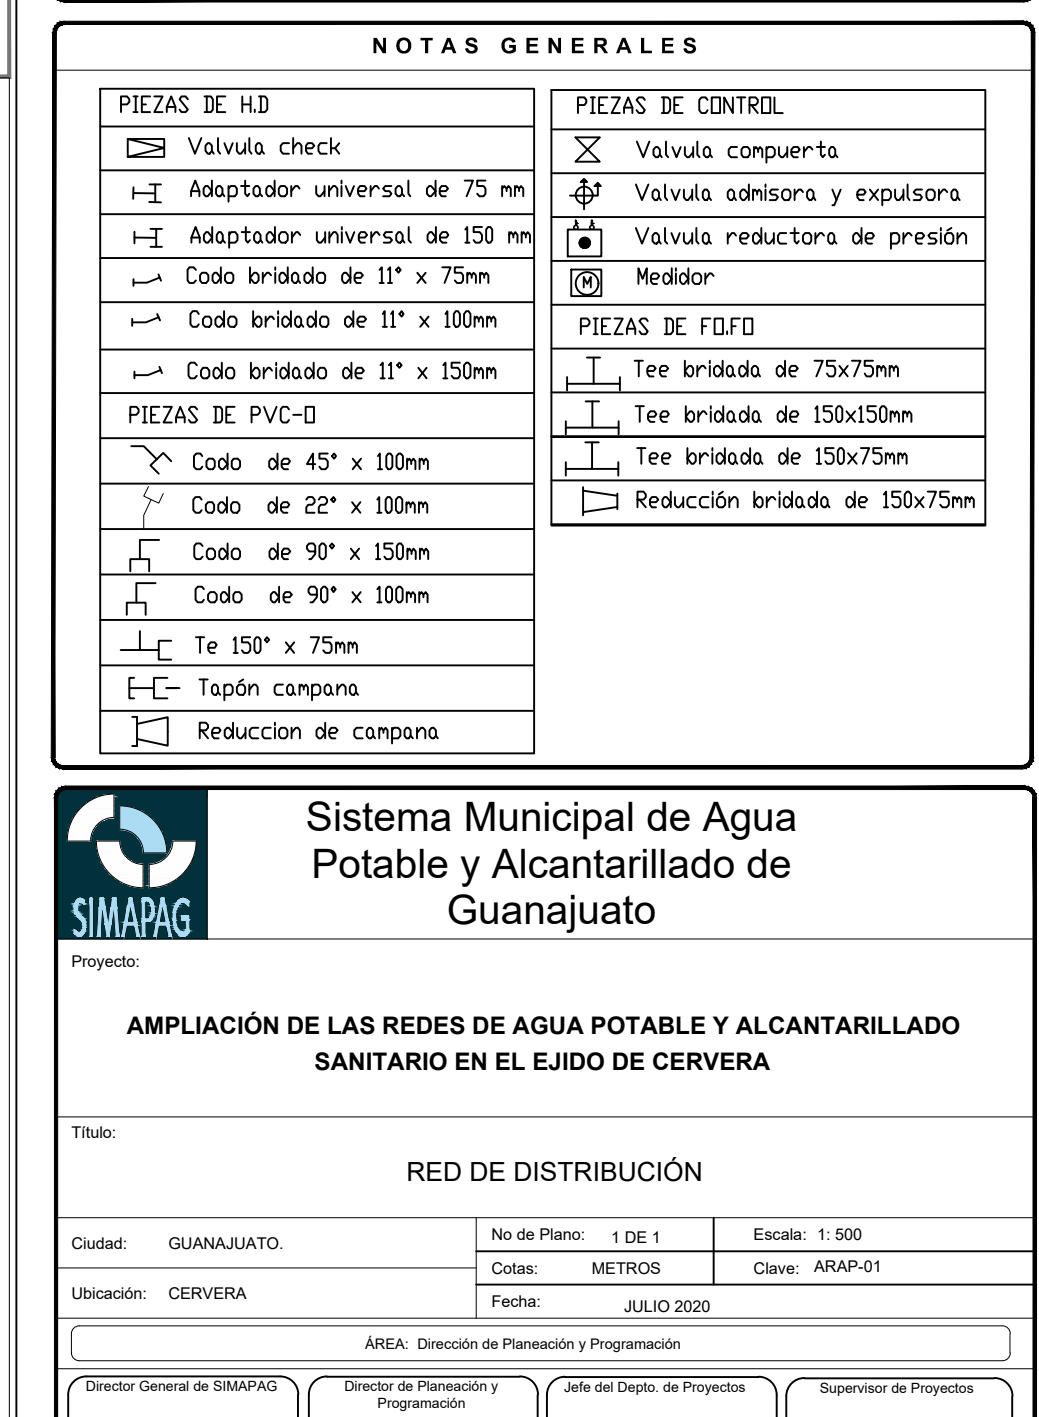 NOTAS GENERALES
PIEZAS DE H.D
Valvula check
Adaptador universal de 75 mm
Adaptador universal de 150 mm
Codo bridado de 11° x 75mm
Codo bridado de 11° x 100mm
Codo bridado de 11° x 150mm
PIEZAS DE PVC-O
Codo de 45° x 100mm
Codo de 22° x 100mm
Codo de 90° x 150mm
Codo de 90° x 100mm
Te 150° x 75mm
Tapón campana
Reduccion de campana
PIEZAS DE CONTROL
Valvula compuerta
Valvula admisora y expulsora
Valvula reductora de presión
M Medidor
PIEZAS DE FO.FO
Tee bridada de 75x75mm
Tee bridada de 150x150mm
Tee bridada de 150x75mm
Reducción bridada de 150x75mm
SIMAPAG
Sistema Municipal de Agua
Potable y Alcantarillado de
Guanajuato
Proyecto:
AMPLIACIÓN DE LAS REDES DE AGUA POTABLE Y ALCANTARILLADO
SANITARIO EN EL EJIDO DE CERVERA
Título:
RED DE DISTRIBUCIÓN
Ciudad: GUANAJUATO.
Ubicación: CERVERA
No de Plano: 1 DE 1
Escala: 1: 500
Cotas: METROS
Clave: ARAP-01
Fecha: JULIO 2020
ÁREA: Dirección de Planeación y Programación
Director General de SIMAPAG
Director de Planeación y
Programación
Jefe del Depto. de Proyectos
Supervisor de Proyectos